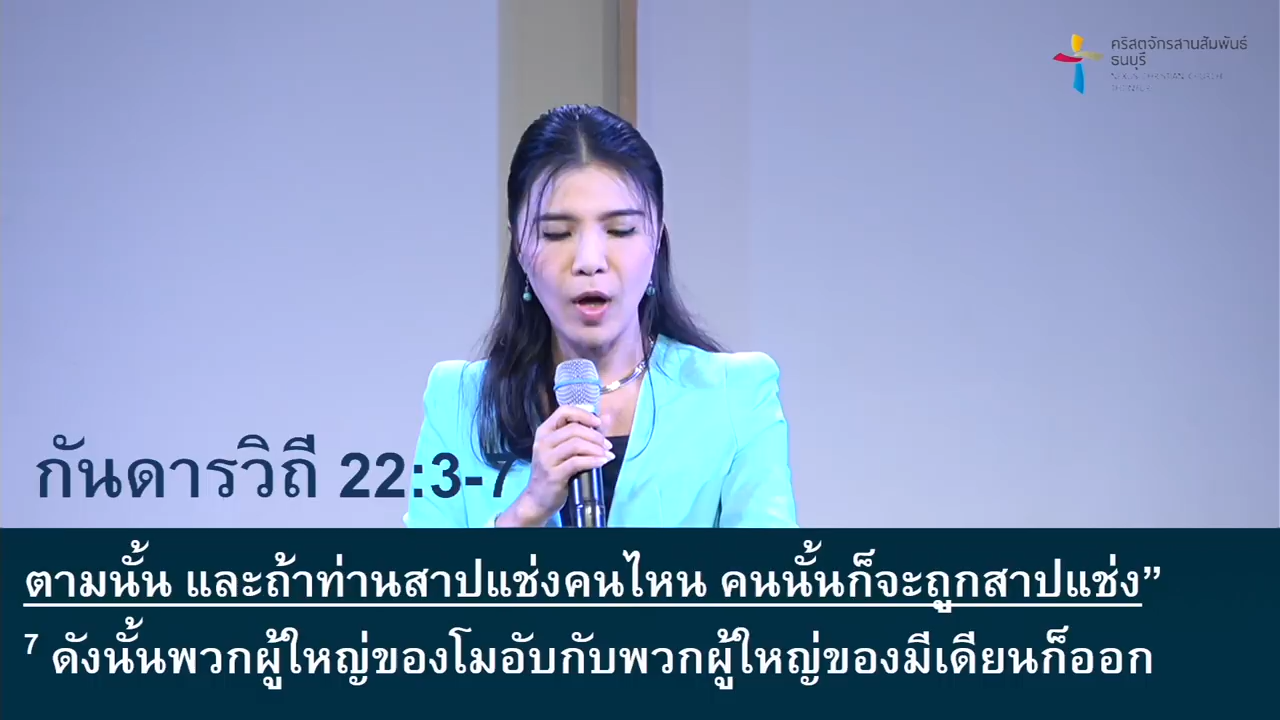 คริสตจักรสานสัมพันธ์
ธนบุรี
กันดารวิถี 22:3-7
ตามนั้น และถ้าท่านสาปแช่งคนไหน คนนั้นก็จะถูกสาปแช่ง”
7 ดังนั้นพวกผู้ใหญ่ของโมอับกับพวกผู้ใหญ่ของมีเดียนก็ออก